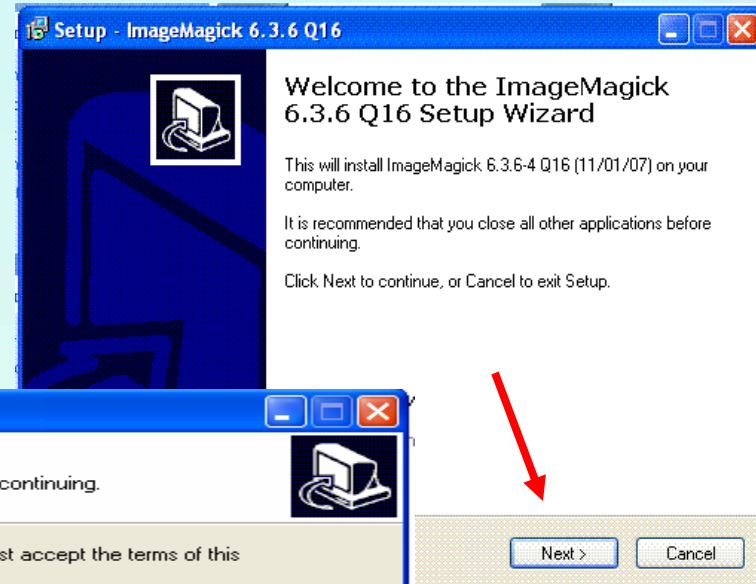 Setup - ImageMagick 6.3.6 Q16
Welcome to the ImageMagick
6.3.6 Q16 Setup Wizard
This will install ImageMagick 6.3.6-4 Q16 (11/01/07) on your
computer.
It is recommended that you close all other applications before
continuing.
Click Next to continue, or Cancel to exit Setup.
continuing.
st accept the terms of this
Next >
Cancel